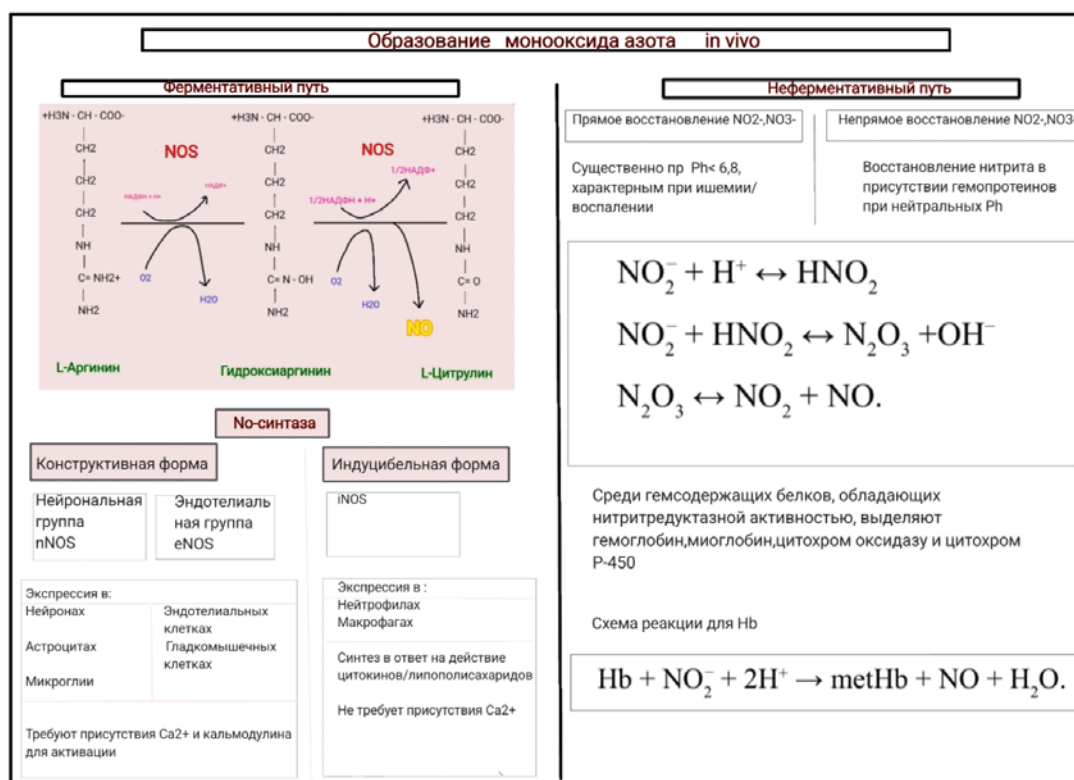 Образование монооксида азота in vivo
Ферментативный путь
+H3N - CH - COO-
CH2
CH2
CH2
NH
C= NH2+
NH2
L-Аргинин
NOS
НАДФН + Н+
НАДФ+
O2
H2O
+H3N - CH - COO-
CH2
CH2
CH2
NH
C= N - OH
NH2
Гидроксиаргинин
NOS
1/2НАДФН + Н+
1/2НАДФ+
O2
H2O
NO
+H3N - CH - COO-
CH2
CH2
CH2
NH
C= O
NH2
L-Цитрулин
No-синтаза
Конструктивная форма
Нейрональная
группа
nNOS
Эндотелиаль
ная группа
eNOS
Экспрессия в:
Нейронах
Астроцитах
Микроглии
Эндотелиальных
клетках
Гладкомышечных
клетках
Требуют присутствия Ca2+ и кальмодулина
для активации
Индуцибельная форма
iNOS
Экспрессия в :
Нейтрофилах
Макрофагах
Синтез в ответ на действие
цитокинов/липополисахаридов
Не требует присутствия Ca2+
Неферментативный путь
Прямое восстановление NO2-,NO3-
Существенно пр Ph< 6,8,
характерным при ишемии/
воспалении
Непрямое восстановление NO2-,NO3-
Восстановление нитрита в
присутствии гемопротеинов
при нейтральных Ph
NO₂⁻ + H⁺ ↔ HNO₂
NO₂⁻ + HNO₂ ↔ N₂O₃ +OH⁻
N₂O₃ ↔ NO₂ + NO.
Среди гемсодержащих белков, обладающих
нитритредуктазной активностью, выделяют
гемоглобин,миоглобин,цитохром оксидазу и цитохром
P-450
Схема реакции для Hb
Hb + NO₂⁻ + 2H⁺ → metHb + NO + H₂O.